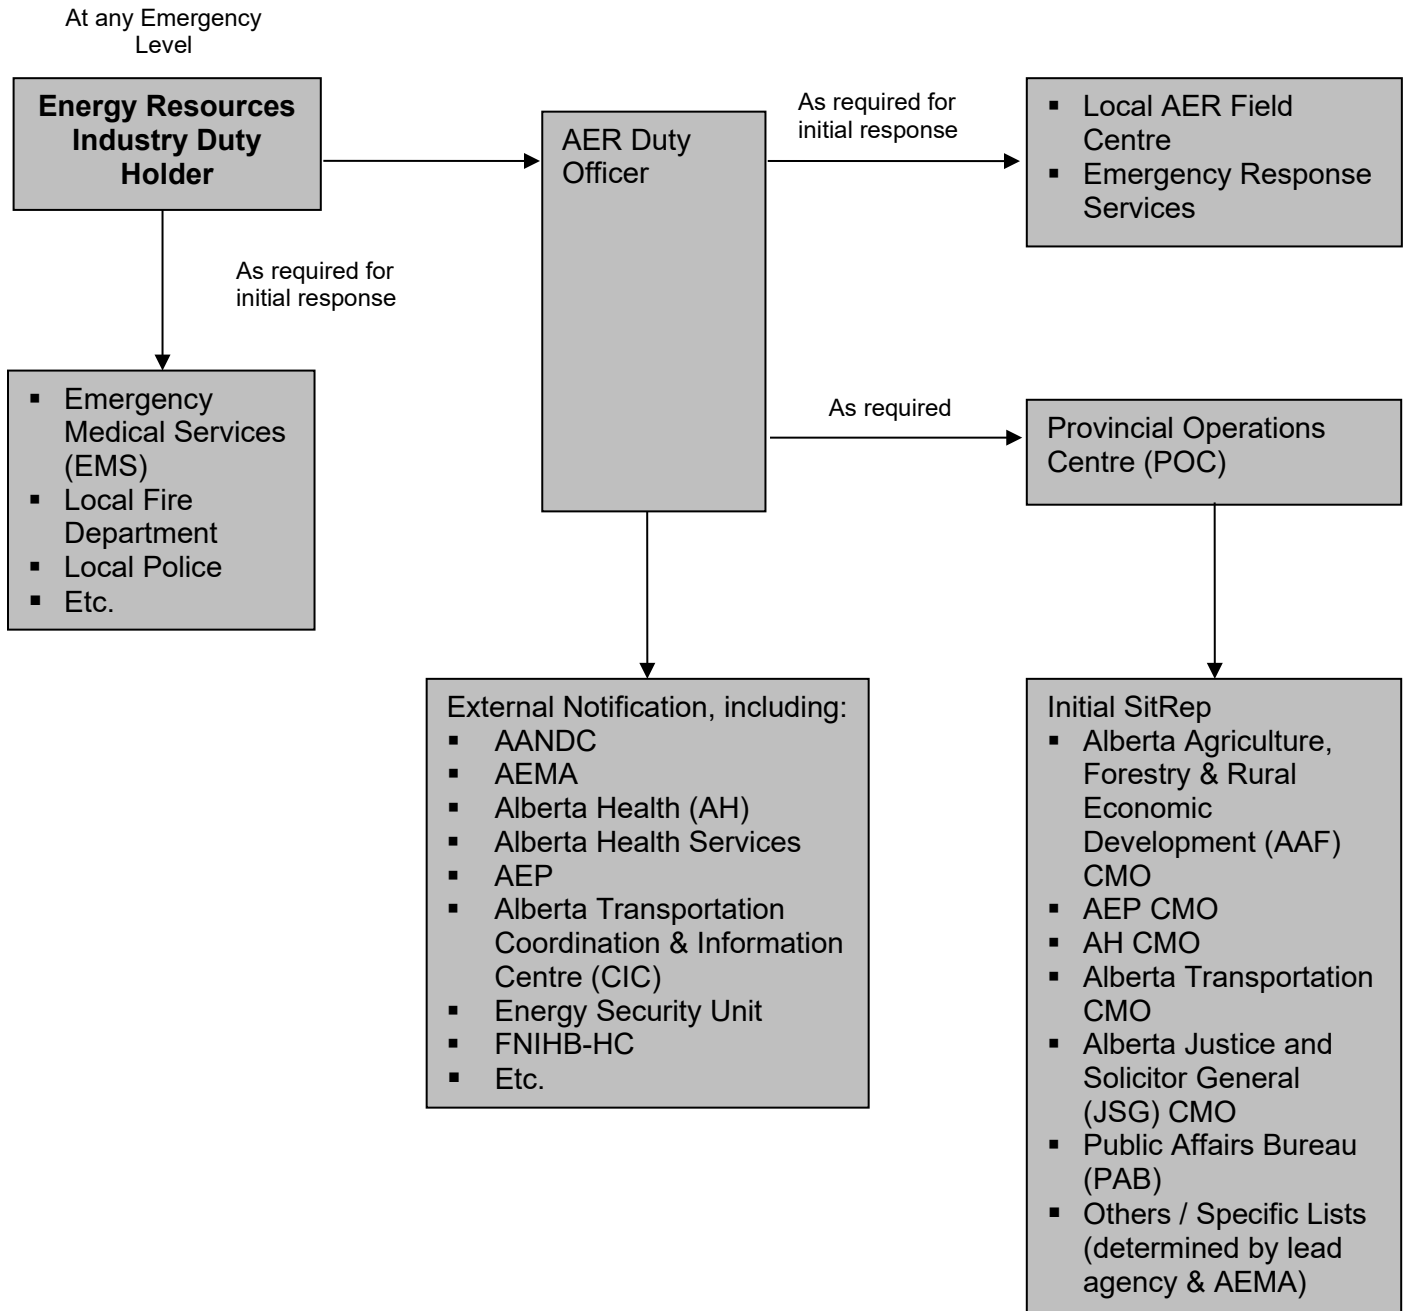 At any Emergency
Level
Energy Resources
Industry Duty
Holder
AER Duty
Officer
As required for
initial response
▪ Local AER Field
Centre
▪ Emergency Response
Services
As required for
initial response
▪ Emergency
Medical Services
(EMS)
▪ Local Fire
Department
▪ Local Police
▪ Etc.
As required
Provincial Operations
Centre (POC)
External Notification, including:
▪ AANDC
▪ AEMA
▪ Alberta Health (AH)
▪ Alberta Health Services
▪ AEP
▪ Alberta Transportation
Coordination & Information
Centre (CIC)
▪ Energy Security Unit
▪ FNIHB-HC
▪ Etc.
Initial SitRep
▪ Alberta Agriculture,
Forestry & Rural
Economic
Development (AAF)
CMO
▪ AEP CMO
▪ AH CMO
▪ Alberta Transportation
CMO
▪ Alberta Justice and
Solicitor General
(JSG) CMO
▪ Public Affairs Bureau
(PAB)
▪ Others / Specific Lists
(determined by lead
agency & AEMA)